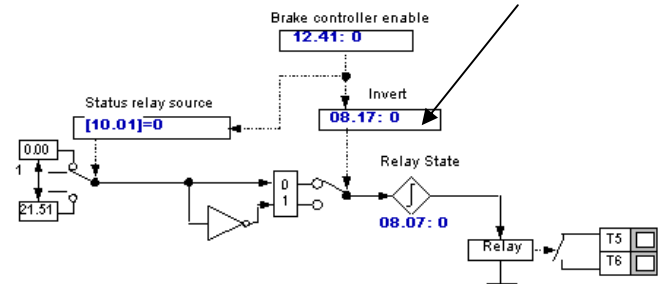 Brake controller enable
12.41: 0
Invert
08.17: 0
Status relay source
[10.01]=0
Relay State
0.00
1
21.51
0
1
08.07: 0
Relay
T5
T6